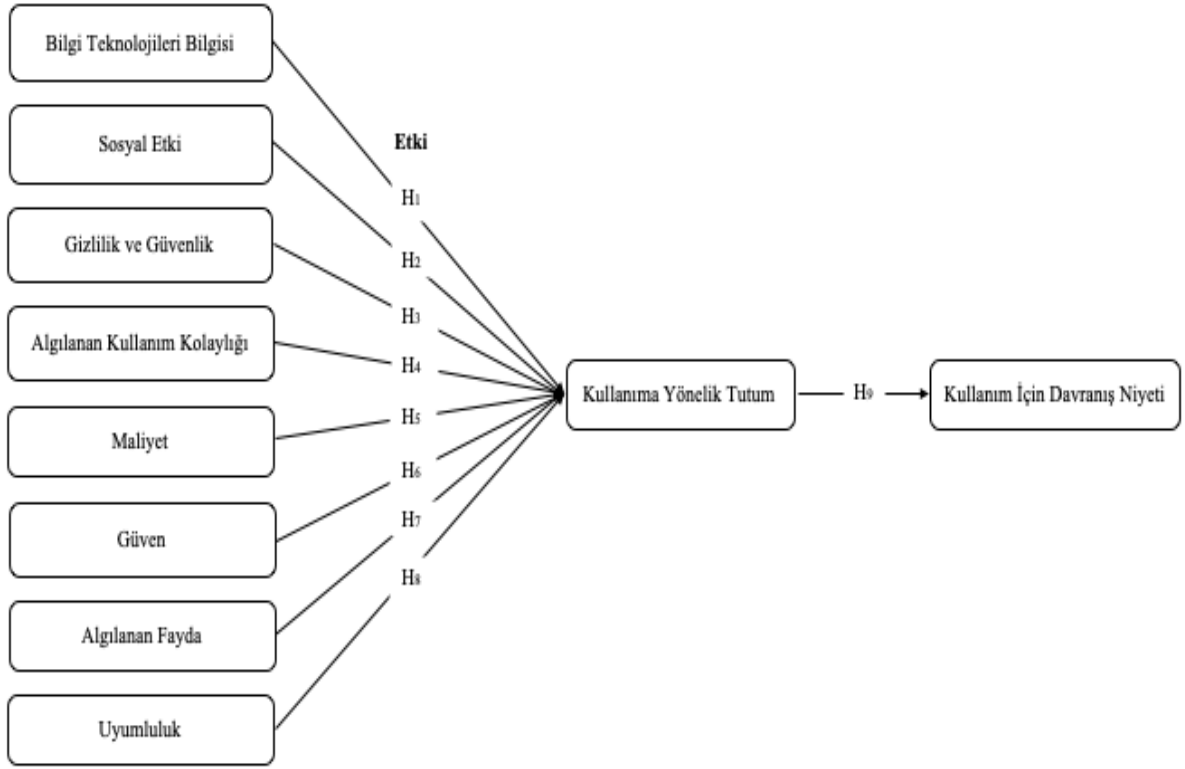 Bilgi Teknolojileri Bilgisi
Sosyal Etki
Gizlilik ve Güvenlik
Algılanan Kullanım Kolaylığı
Maliyet
Güven
Algılanan Fayda
Uyumluluk
Etki
H1
H2
H3
H4
H5
H6
H7
H8
Kullanıma Yönelik Tutum
H9
Kullanım İçin Davranış Niyeti